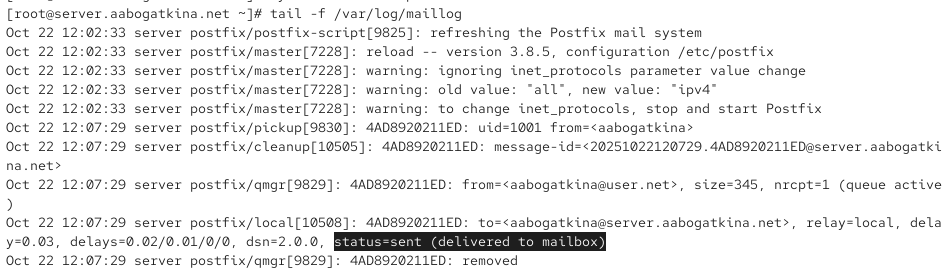 [root@server.aabogatkina.net ~]# tail -f /var/log/maillog
Oct 22 12:02:33 server postfix/postfix-script[9825]: refreshing the Postfix mail system
Oct 22 12:02:33 server postfix/master[7228]: reload -- version 3.8.5, configuration /etc/postfix
Oct 22 12:02:33 server postfix/master[7228]: warning: ignoring inet_protocols parameter value change
Oct 22 12:02:33 server postfix/master[7228]: warning: old value: "all", new value: "ipv4"
Oct 22 12:02:33 server postfix/master[7228]: warning: to change inet_protocols, stop and start Postfix
Oct 22 12:07:29 server postfix/pickup[9830]: 4AD8920211ED: uid=1001 from=<aabogatkina>
Oct 22 12:07:29 server postfix/cleanup[10505]: 4AD8920211ED: message-id=<20251022120729.4AD8920211ED@server.aabogatki
na.net>
Oct 22 12:07:29 server postfix/qmgr[9829]: 4AD8920211ED: from=<aabogatkina@user.net>, size=345, nrcpt=1 (queue active
)
Oct 22 12:07:29 server postfix/local[10508]: 4AD8920211ED: to=<aabogatkina@server.aabogatkina.net>, relay=local, dela
y=0.03, delays=0.02/0.01/0/0, dsn=2.0.0, status=sent (delivered to mailbox)
Oct 22 12:07:29 server postfix/qmgr[9829]: 4AD8920211ED: removed